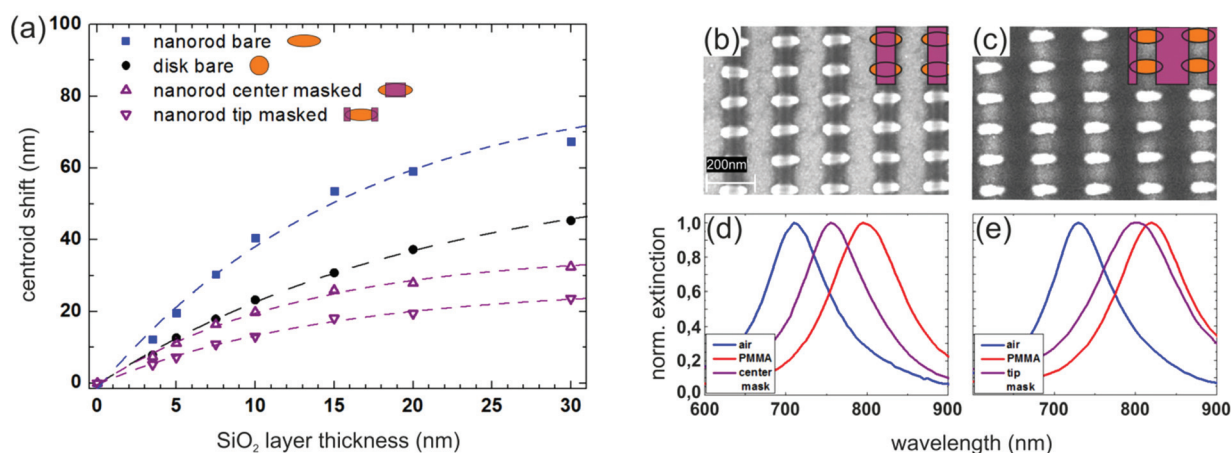 (a)
100
80
60
40
20
0
centroid shift (nm)
nanorod bare
disk bare
nanorod center masked
nanorod tip masked
0 5 10 15 20 30
SiO₂ layer thickness (nm)
(b)
200nm
(c)
(d)
norm. extinction
1,0
0,8
0,6
0,4
0,2
0,0
air
PMMA
center
mask
600 700 800 900
(e)
air
PMMA
tip
mask
700 800 900
wavelength (nm)